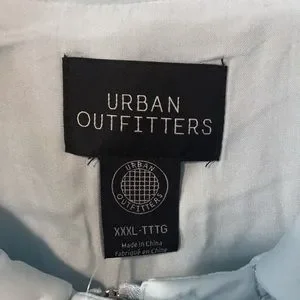 URBAN
OUTFITTERS
URBAN
OUTFITTERS
XXXL-TTTG
Made in China
Fabriqué en Chine